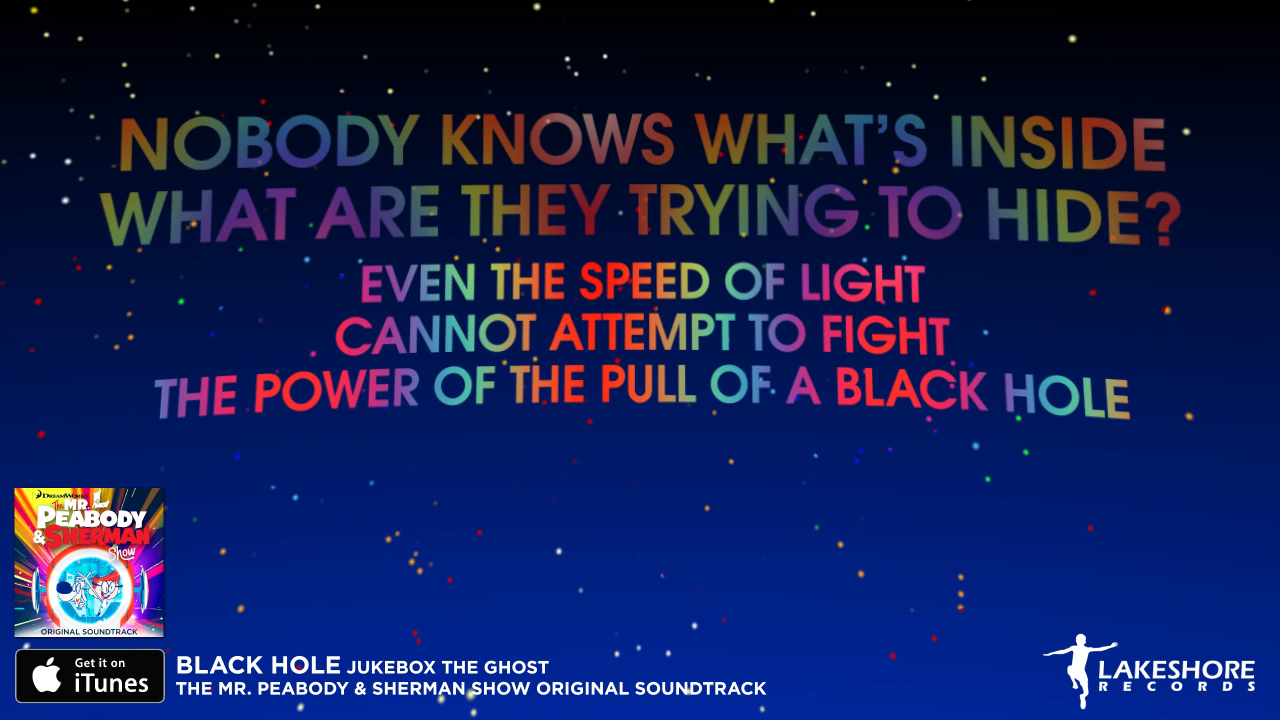 NOBODY KNOWS WHAT'S INSIDE
WHAT ARE THEY TRYING TO HIDE?
EVEN THE SPEED OF LIGHT
CANNOT ATTEMPT TO FIGHT
THE POWER OF THE PULL OF A BLACK HOLE
DREAMWORKS
The
MR.
PEABODY
& SHERMAN
Show
ORIGINAL SOUNDTRACK
Get it on
iTunes
BLACK HOLE JUKEBOX THE GHOST
THE MR. PEABODY & SHERMAN SHOW ORIGINAL SOUNDTRACK
LAKESHORE
RECORDS